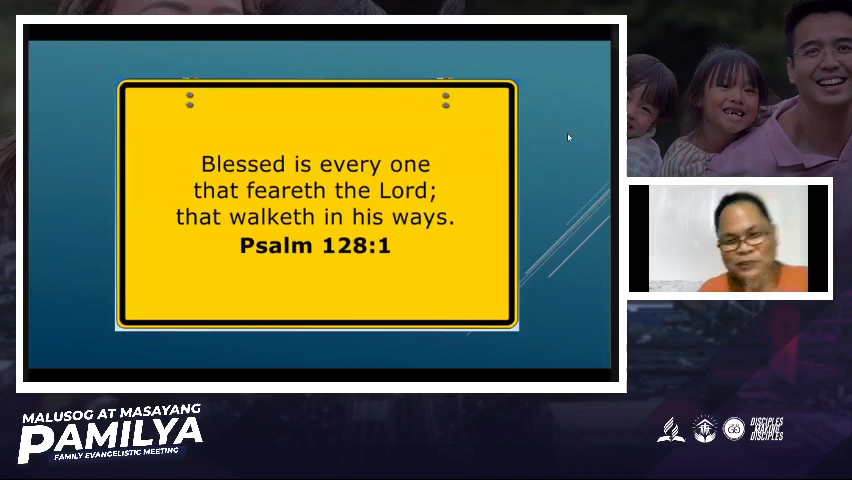 Blessed is every one
that feareth the Lord;
that walketh in his ways.
Psalm 128:1
MALUSOG AT MASAYANG
PAMILYA
FAMILY EVANGELISTIC MEETING
DISCIPLES
MAKING
DISCIPLES